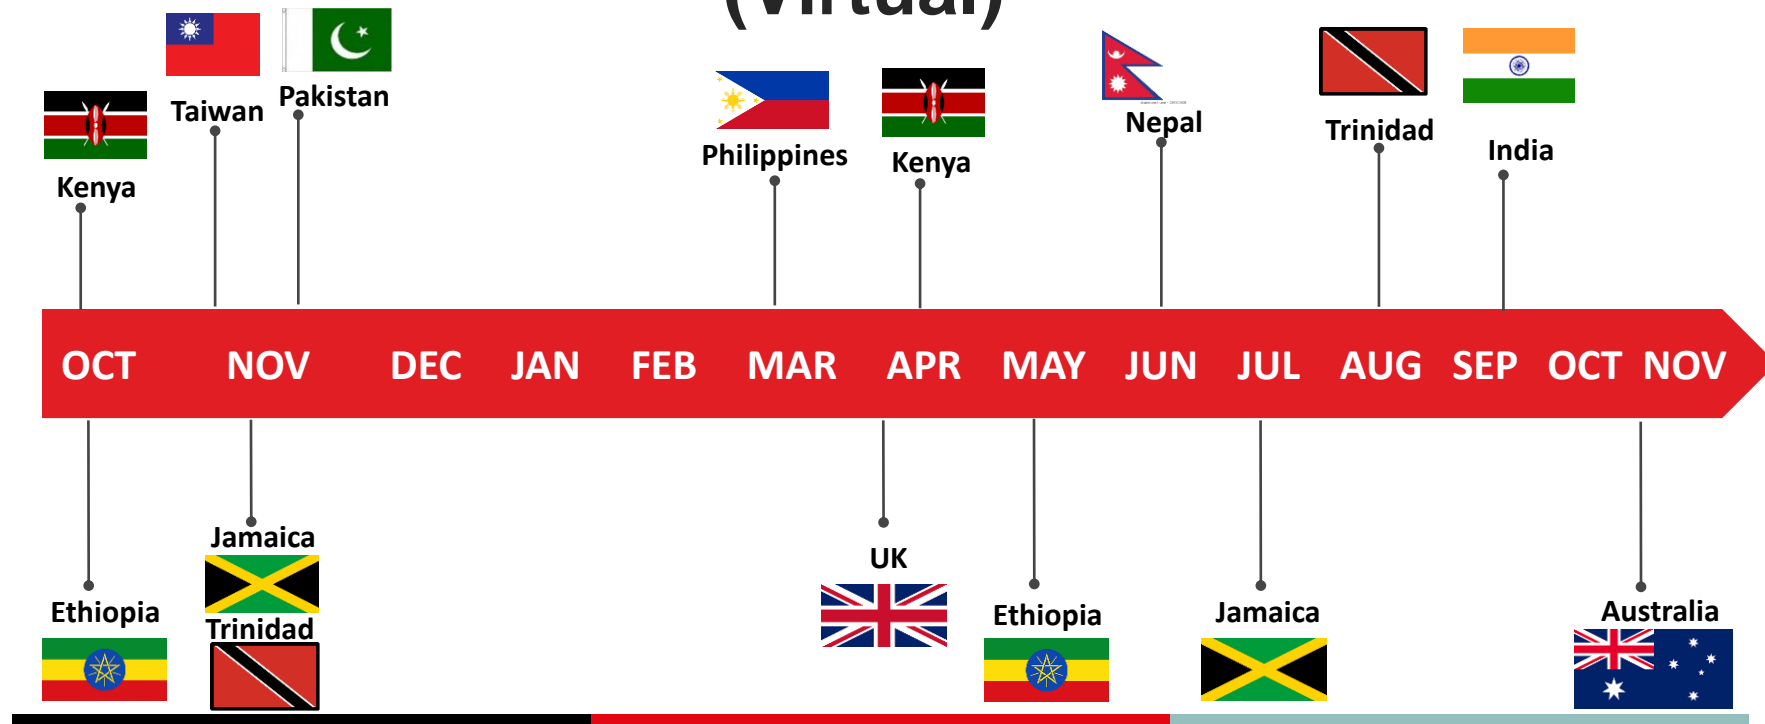 (Virtual)
Taiwan
Pakistan
Kenya
Philippines
Kenya
Nepal
Trinidad
India
OCT NOV DEC JAN FEB MAR APR MAY JUN JUL AUG SEP OCT NOV
Jamaica
Trinidad
Ethiopia
UK
Ethiopia
Jamaica
Australia